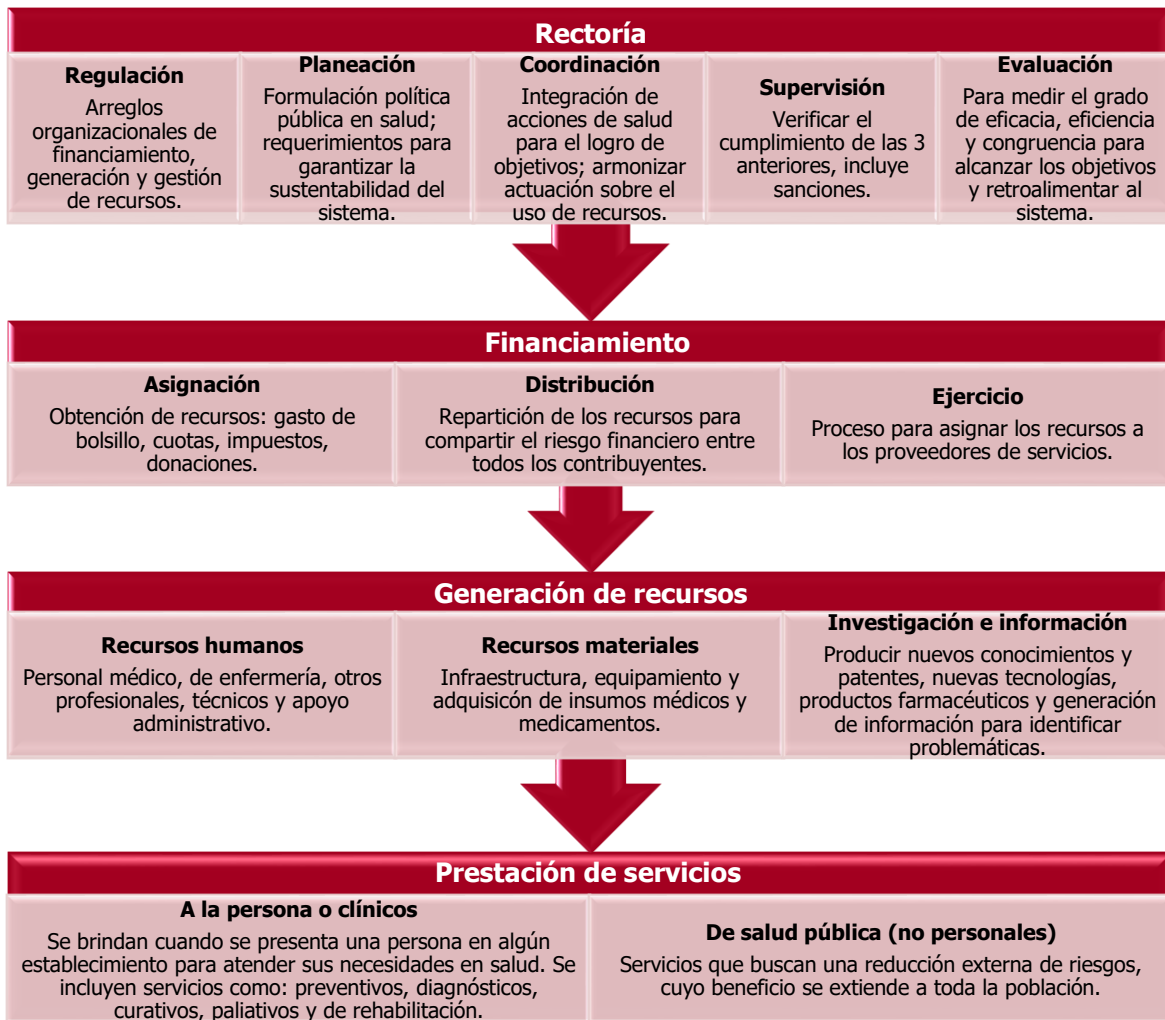 Rectoría
Regulación
Arreglos
organizacionales de
financiamiento,
generación y gestión
de recursos.
Planeación
Formulación política
pública en salud;
requerimientos para
garantizar la
sustentabilidad del
sistema.
Coordinación
Integración de
acciones de salud
para el logro de
objetivos; armonizar
actuación sobre el
uso de recursos.
Supervisión
Verificar el
cumplimiento de las 3
anteriores, incluye
sanciones.
Evaluación
Para medir el grado
de eficacia, eficiencia
y congruencia para
alcanzar los objetivos
y retroalimentar al
sistema.
Financiamiento
Asignación
Obtención de recursos: gasto de
bolsillo, cuotas, impuestos,
donaciones.
Distribución
Repartición de los recursos para
compartir el riesgo financiero entre
todos los contribuyentes.
Ejercicio
Proceso para asignar los recursos a
los proveedores de servicios.
Generación de recursos
Recursos humanos
Personal médico, de enfermería, otros
profesionales, técnicos y apoyo
administrativo.
Recursos materiales
Infraestructura, equipamiento y
adquisicón de insumos médicos y
medicamentos.
Investigación e información
Producir nuevos conocimientos y
patentes, nuevas tecnologías,
productos farmacéuticos y generación
de información para identificar
problemáticas.
Prestación de servicios
A la persona o clínicos
Se brindan cuando se presenta una persona en algún
establecimiento para atender sus necesidades en salud. Se
incluyen servicios como: preventivos, diagnósticos,
curativos, paliativos y de rehabilitación.
De salud pública (no personales)
Servicios que buscan una reducción externa de riesgos,
cuyo beneficio se extiende a toda la población.